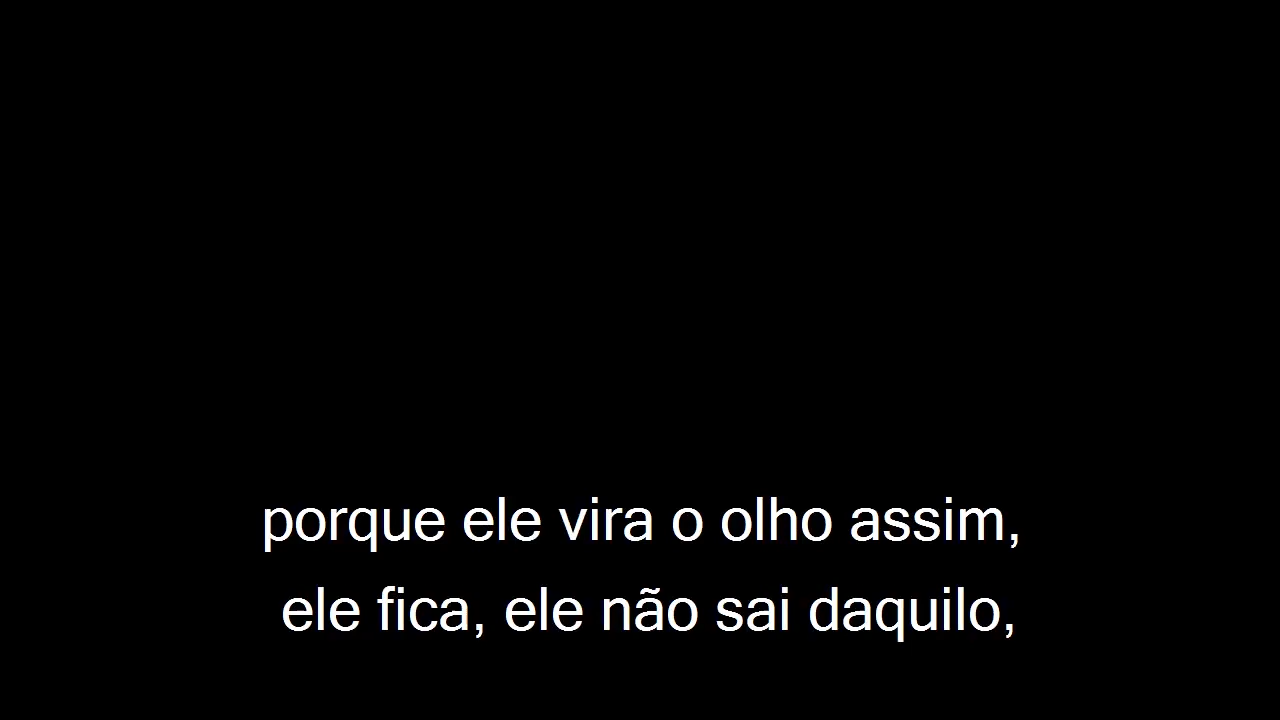 porque ele vira o olho assim,
ele fica, ele não sai daquilo,